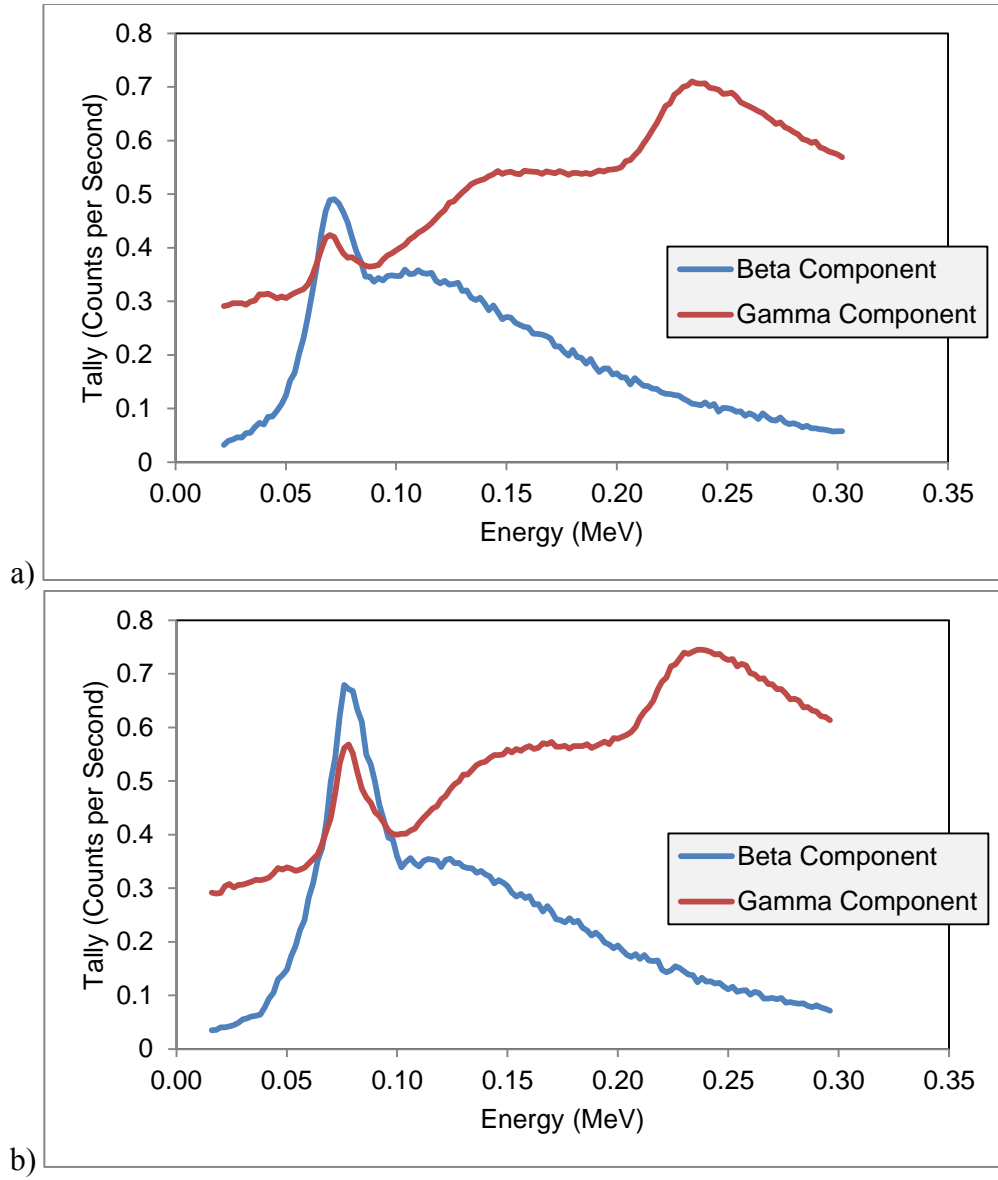 0.8
0.7
0.6
0.5
0.4
0.3
0.2
0.1
0
Tally (Counts per Second)
Beta Component
Gamma Component
0.00 0.05 0.10 0.15 0.20 0.25 0.30 0.35
Energy (MeV)
a)
0.8
0.7
0.6
0.5
0.4
0.3
0.2
0.1
0
Tally (Counts per Second)
Beta Component
Gamma Component
0.00 0.05 0.10 0.15 0.20 0.25 0.30 0.35
Energy (MeV)
b)